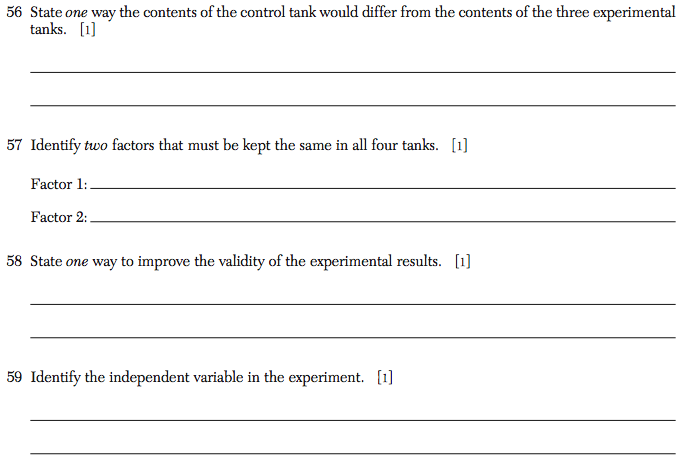 56 State one way the contents of the control tank would differ from the contents of the three experimental
tanks. [1]
57 Identify two factors that must be kept the same in all four tanks. [1]
Factor 1:
Factor 2:
58 State one way to improve the validity of the experimental results. [1]
59 Identify the independent variable in the experiment. [1]